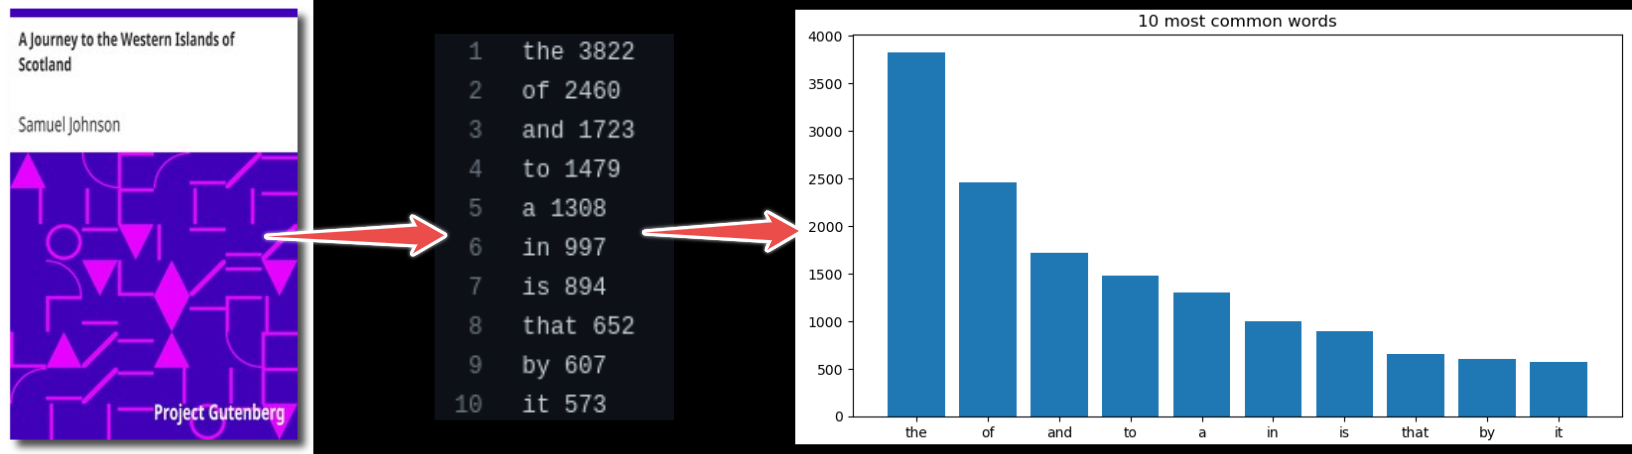 A Journey to the Western Islands of
Scotland
Samuel Johnson
Project Gutenberg
1 the 3822
2 of 2460
3 and 1723
4 to 1479
5 a 1308
6 in 997
7 is 894
8 that 652
9 by 607
10 it 573
10 most common words
4000
3500
3000
2500
2000
1500
1000
500
0
the of and to a in is that by it